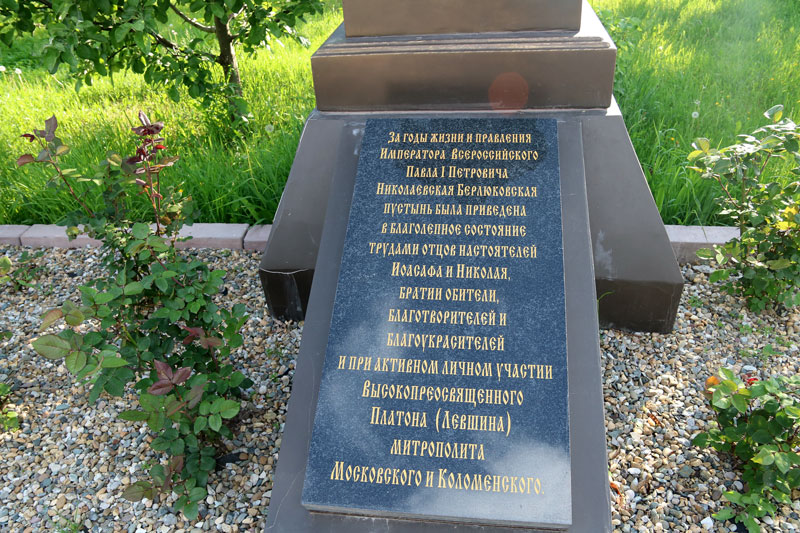 За годы жизни и правления
Императора Всероссийского
Павла I Петровича
Николаевская Берлюковская
пустынь была приведена
в благолепное состояние
трудами отцов настоятелей
Иоасафа и Николая,
братии обители,
благотворителей и
благоукрасителей
и при активном личном участии
Высокопреосвященного
Платона (Левшина)
митрополита
Московского и Коломенского.